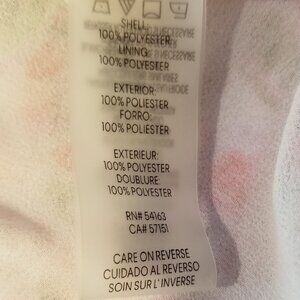 SHELL:
100% POLYESTER
LINING:
100% POLYESTER
EXTERIOR:
100% POLIESTER
FORRO:
100% POLIESTER
EXTERIEUR:
100% POLYESTER
DOUBLURE:
100% POLYESTER
RN# 54163
CA# 57151
CARE ON REVERSE
CUIDADO AL REVERSO
SOIN SUR L'INVERSE